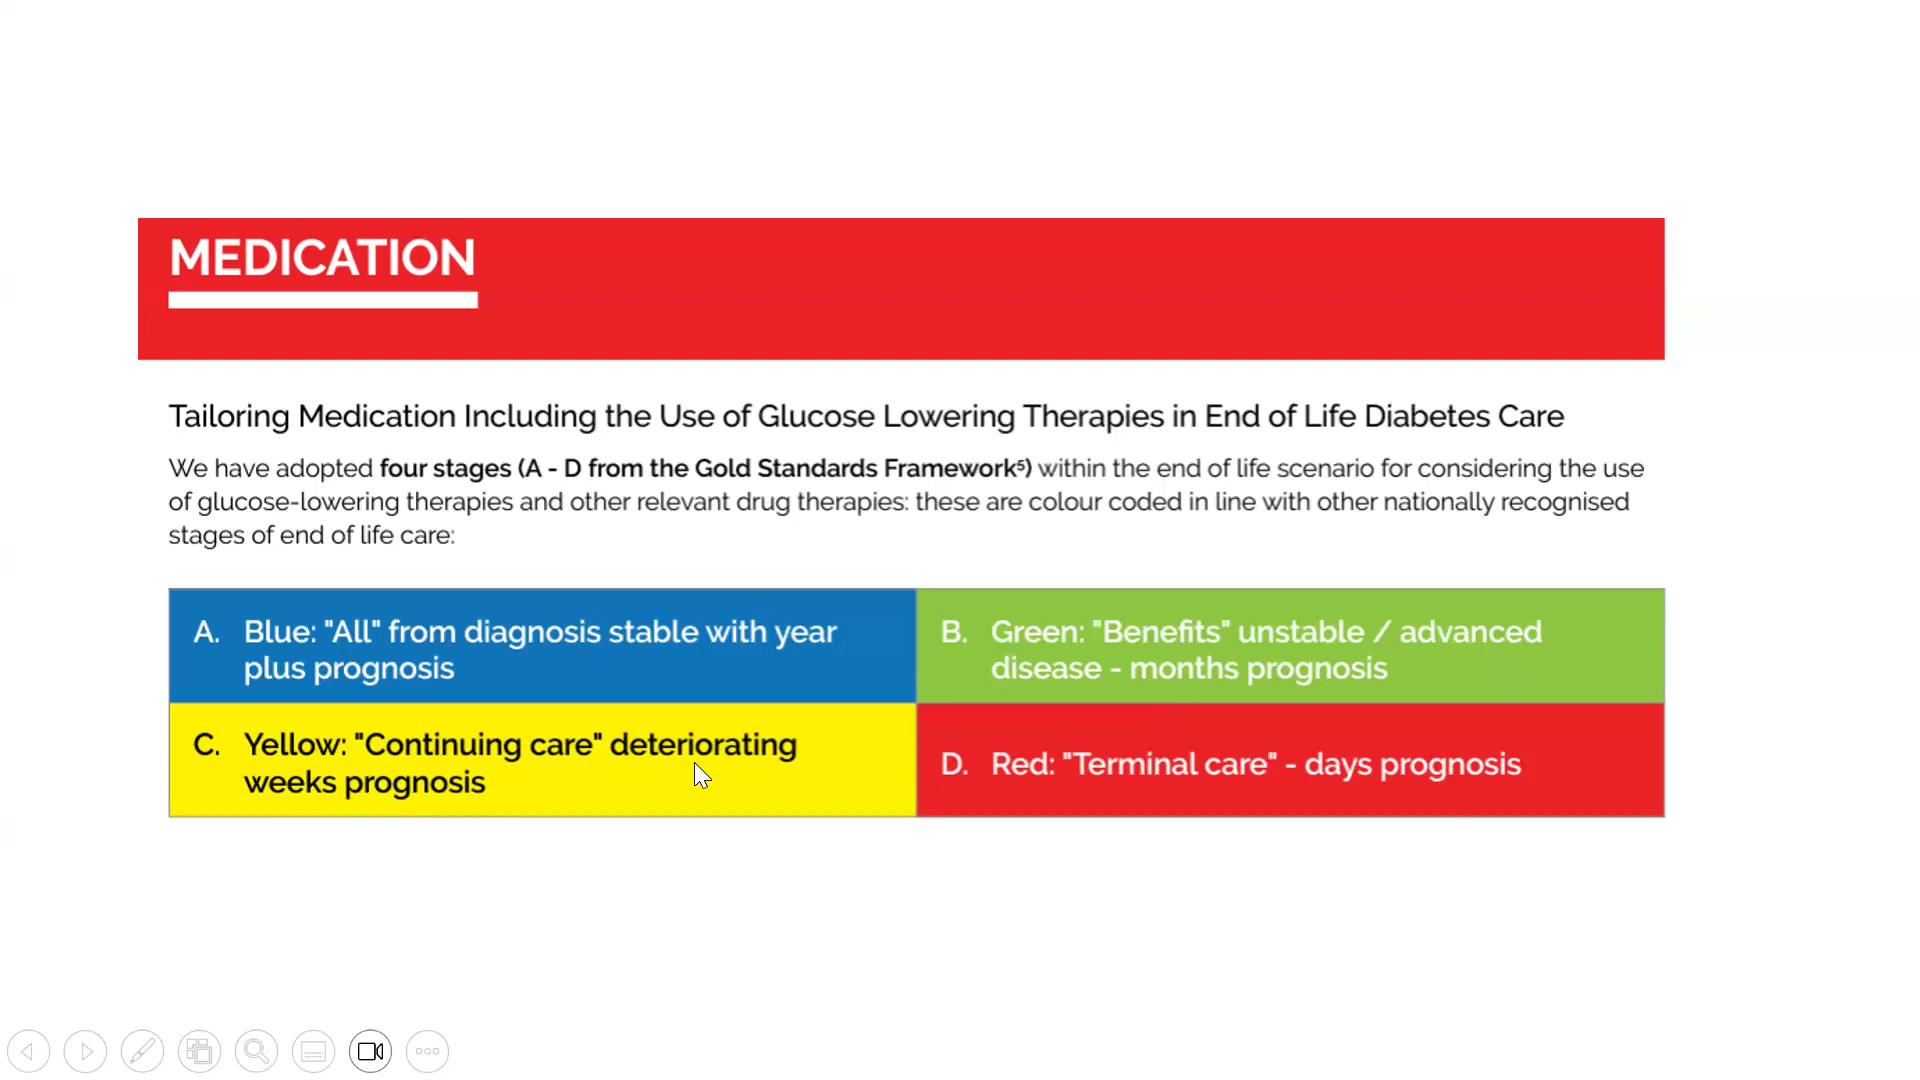 MEDICATION
Tailoring Medication Including the Use of Glucose Lowering Therapies in End of Life Diabetes Care
We have adopted four stages (A - D from the Gold Standards Framework⁵) within the end of life scenario for considering the use
of glucose-lowering therapies and other relevant drug therapies: these are colour coded in line with other nationally recognised
stages of end of life care:
A. Blue: "All" from diagnosis stable with year
plus prognosis
B. Green: "Benefits" unstable / advanced
disease - months prognosis
C. Yellow: "Continuing care" deteriorating
weeks prognosis
D. Red: "Terminal care" - days prognosis